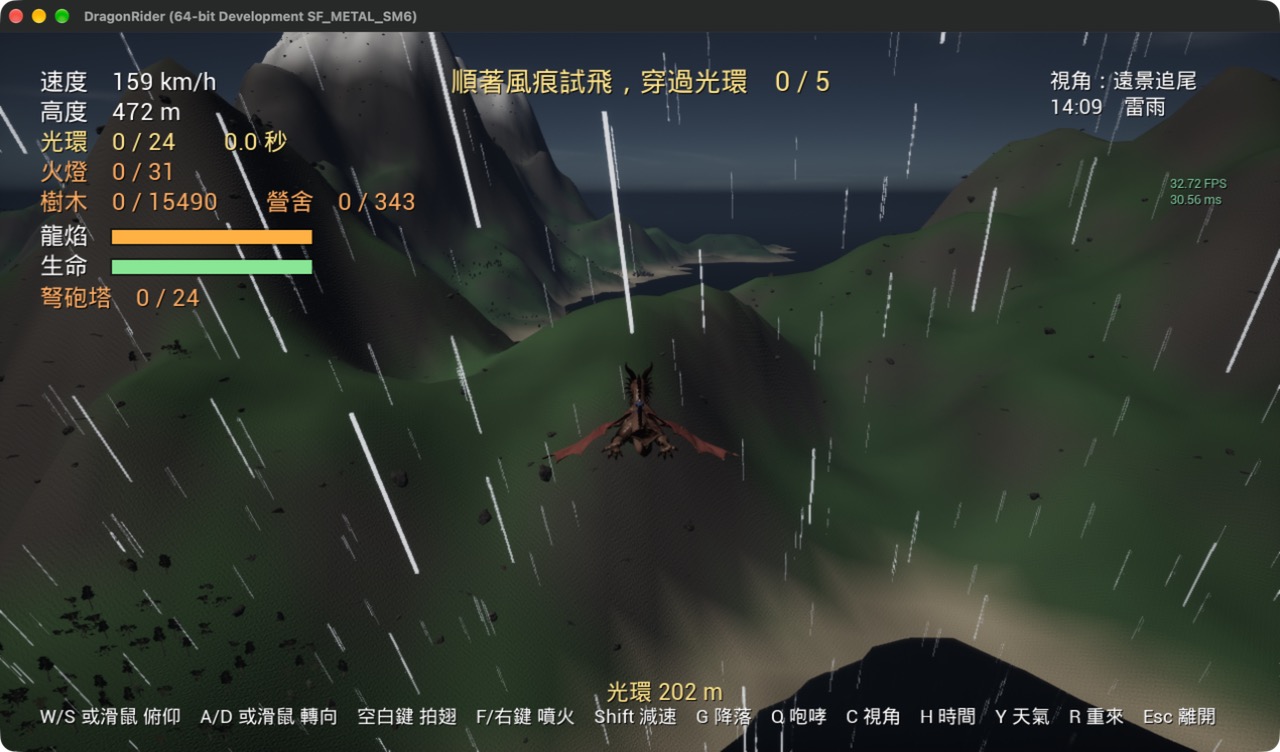 DragonRider (64-bit Development SF_METAL_SM6)
順著風痕試飛，穿過光環 0 / 5
速度 159 km/h
高度 472 m
光環 0 / 24 0.0 秒
火燈 0 / 31
樹木 0 / 15490 營舍 0 / 343
龍焰
生命
弩砲塔 0 / 24
視角：遠景追尾
14:09 雷雨
32.72 FPS
30.56 ms
光環 202 m
W/S 或滑鼠 俯仰 A/D 或滑鼠 轉向 空白鍵 拍翅 F/右鍵 噴火 Shift 減速 G 降落 Q 咆哮 C 視角 H 時間 Y 天氣 R 重來 Esc 離開